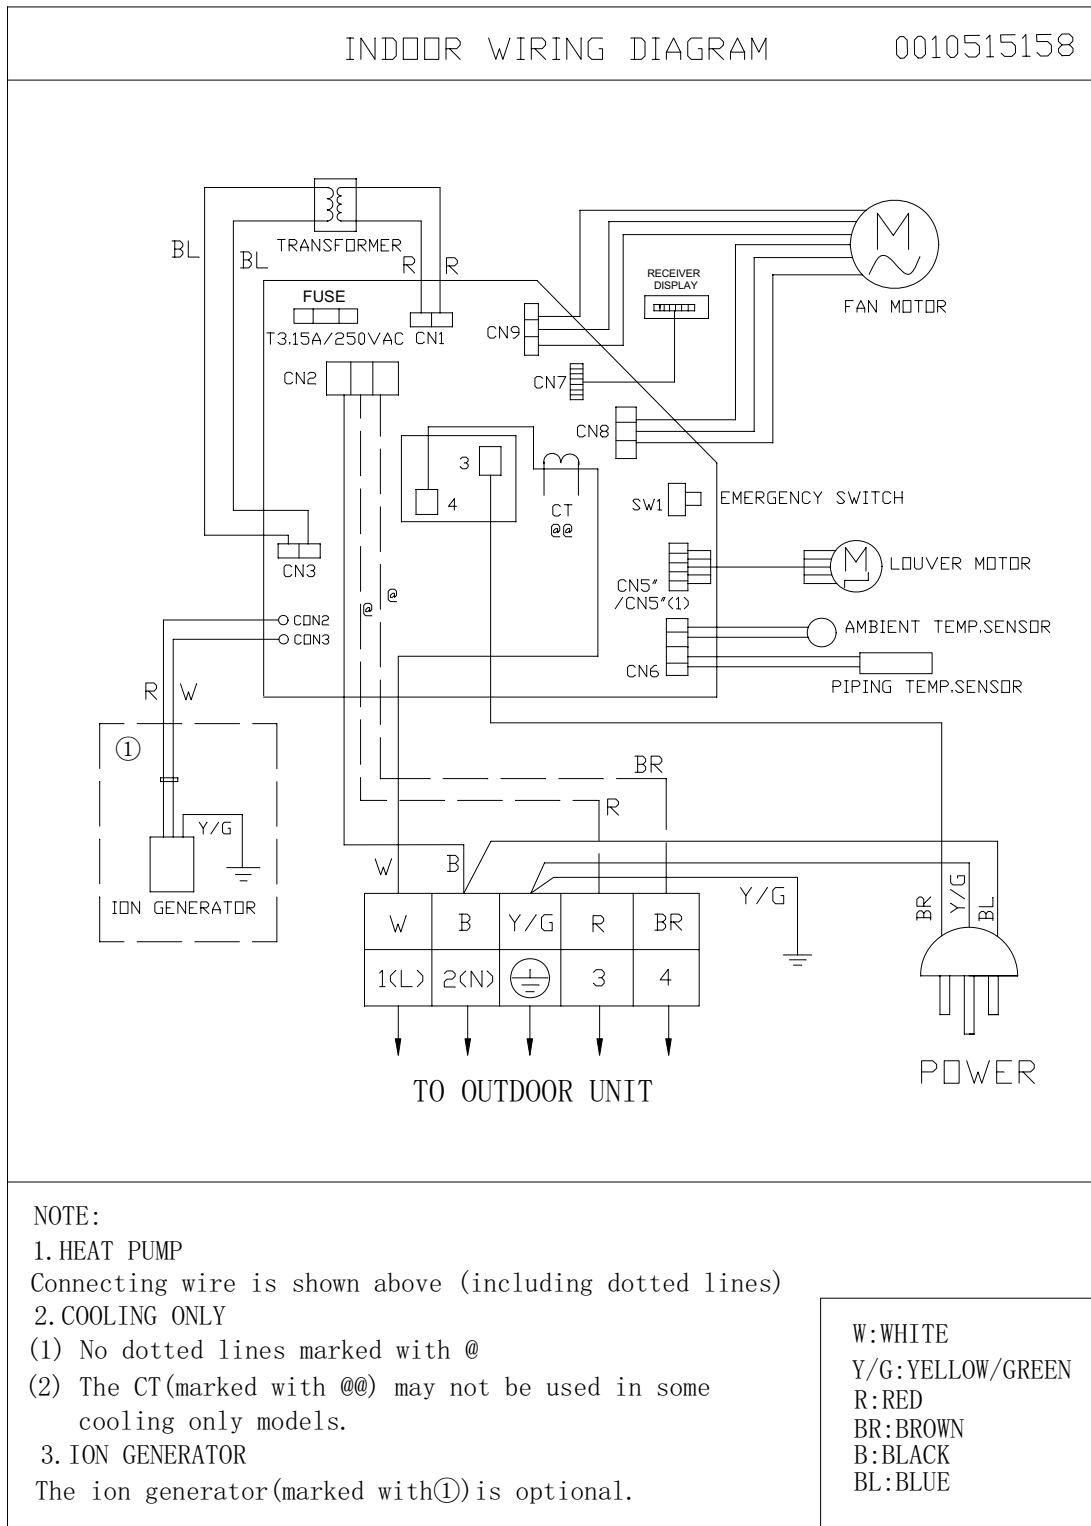 INDOOR WIRING DIAGRAM 0010515158
BL
BL
TRANSFORMER
R R
FUSE
T3.15A/250VAC
CN1
CN9
RECEIVER
DISPLAY
FAN MOTOR
CN2
CN7
CN8
3
4
CT
@@
SW1
EMERGENCY SWITCH
CN3
M
M
LOUVER MOTOR
CN5"
/CN5"(1)
@
@
CON2
CON3
AMBIENT TEMP.SENSOR
CN6
PIPING TEMP.SENSOR
R W
①
Y/G
ION GENERATOR
BR
R
W
B
Y/G
BR
Y/G
BL
W B Y/G R BR
1(L) 2(N) 3 4
TO OUTDOOR UNIT
POWER
NOTE:
1.HEAT PUMP
Connecting wire is shown above (including dotted lines)
2.COOLING ONLY
(1) No dotted lines marked with @
(2) The CT(marked with @@) may not be used in some
cooling only models.
3.ION GENERATOR
The ion generator(marked with①)is optional.
W:WHITE
Y/G:YELLOW/GREEN
R:RED
BR:BROWN
B:BLACK
BL:BLUE